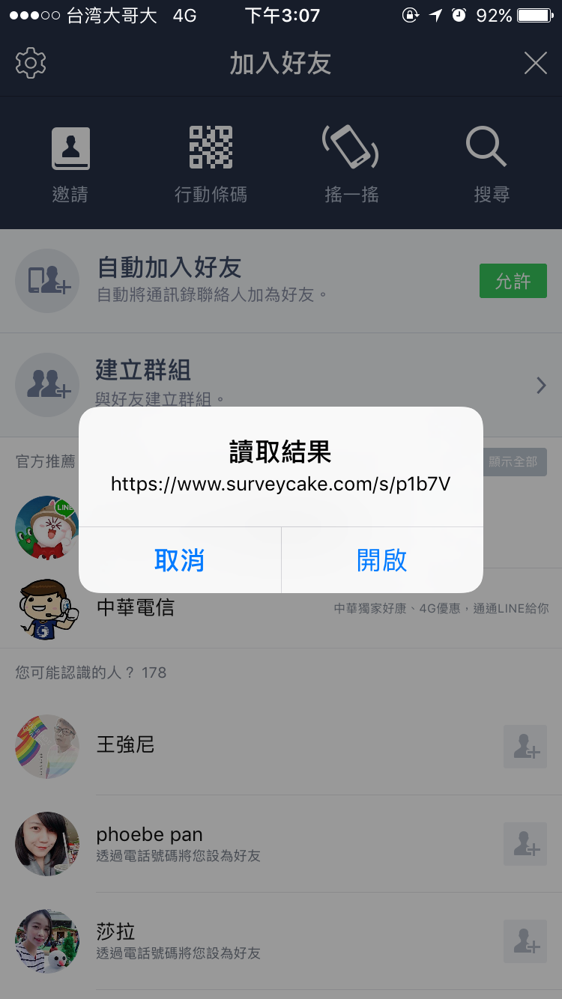 台湾大哥大 4G 下午3:07 92%
加入好友
邀請 行動條碼 搖一搖 搜尋
自動加入好友
自動將通訊錄聯絡人加為好友。
允許
建立群組
與好友建立群組。
官方推薦
顯示全部
讀取結果
https://www.surveycake.com/s/p1b7V
取消 開啟
LINE
中華電信
中華獨家好康、4G優惠，通通LINE給你
您可能認識的人？ 178
王強尼
phoebe pan
透過電話號碼將您設為好友
莎拉
透過電話號碼將您設為好友